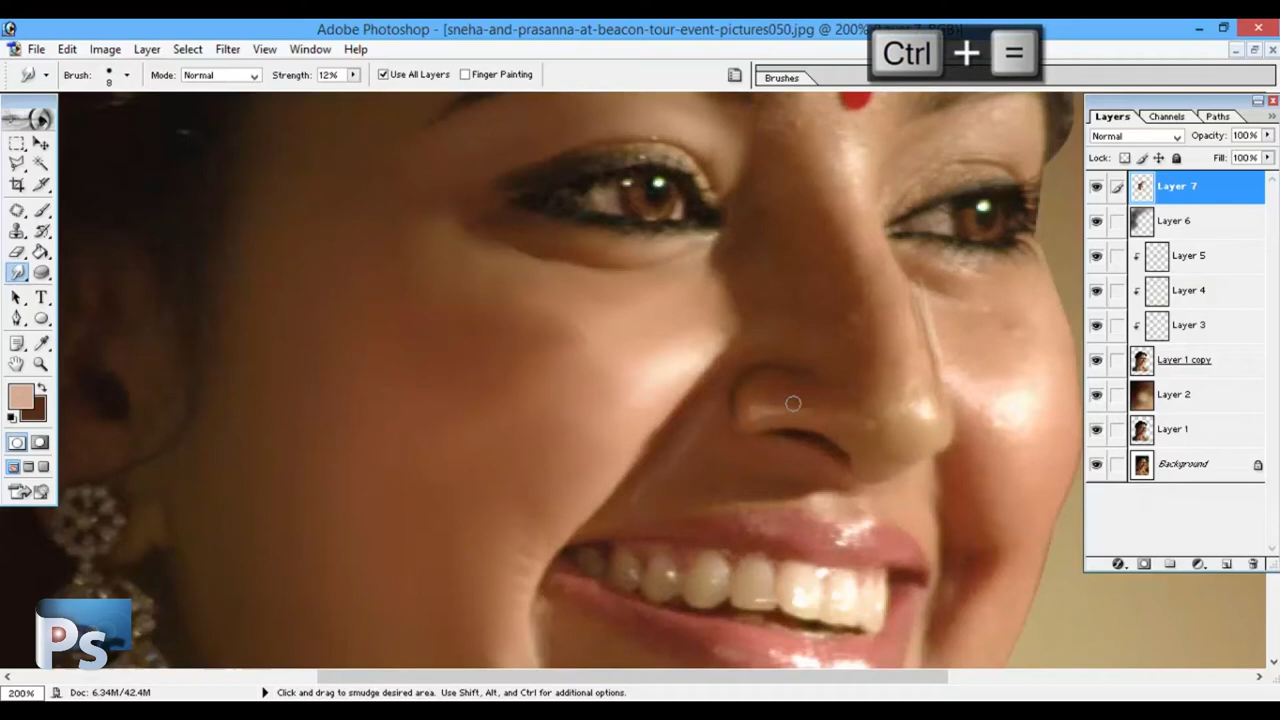 Adobe Photoshop - [sneha-and-prasanna-at-beacon-tour-event-pictures050.jpg @ 200%
Ctrl + =
File Edit Image Layer Select Filter View Window Help
Brush: 8 Mode: Normal Strength: 12% Use All Layers Finger Painting Brushes
Layers Channels Paths
Normal Opacity: 100%
Lock: Fill: 100%
Layer 7
Layer 6
Layer 5
Layer 4
Layer 3
Layer 1 copy
Layer 2
Layer 1
Background
Ps
200% Doc: 6.34M/42.4M Click and drag to smudge desired area. Use Shift, Alt, and Ctrl for additional options.